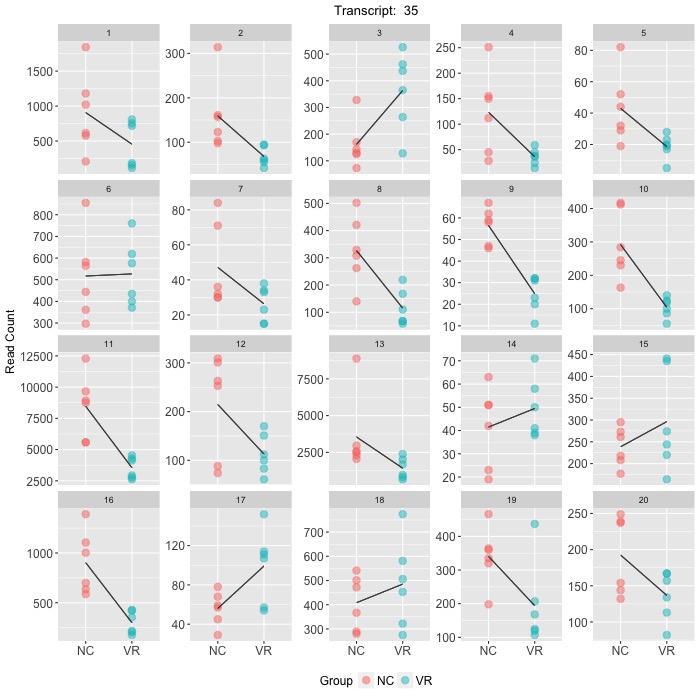 Transcript: 35
1 2 3 4 5
1500 300 500 250 80
1000 200 400 200 60
500 100 300 150 40
200 100 20
100 50
6 7 8 9 10
800 80 500 60 400
700 60 400 50 300
600 40 300 40 200
500 20 200 30 100
400 100 20
300 10
Read Count
11 12 13 14 15
12500 300 7500 70 450
10000 200 5000 60 400
7500 100 2500 50 350
5000 40 300
2500 30 250
20 200
16 17 18 19 20
1000 120 700 400 250
500 80 600 300 200
40 500 200 150
400 100 100
300
NC VR NC VR NC VR NC VR NC VR
Group NC VR